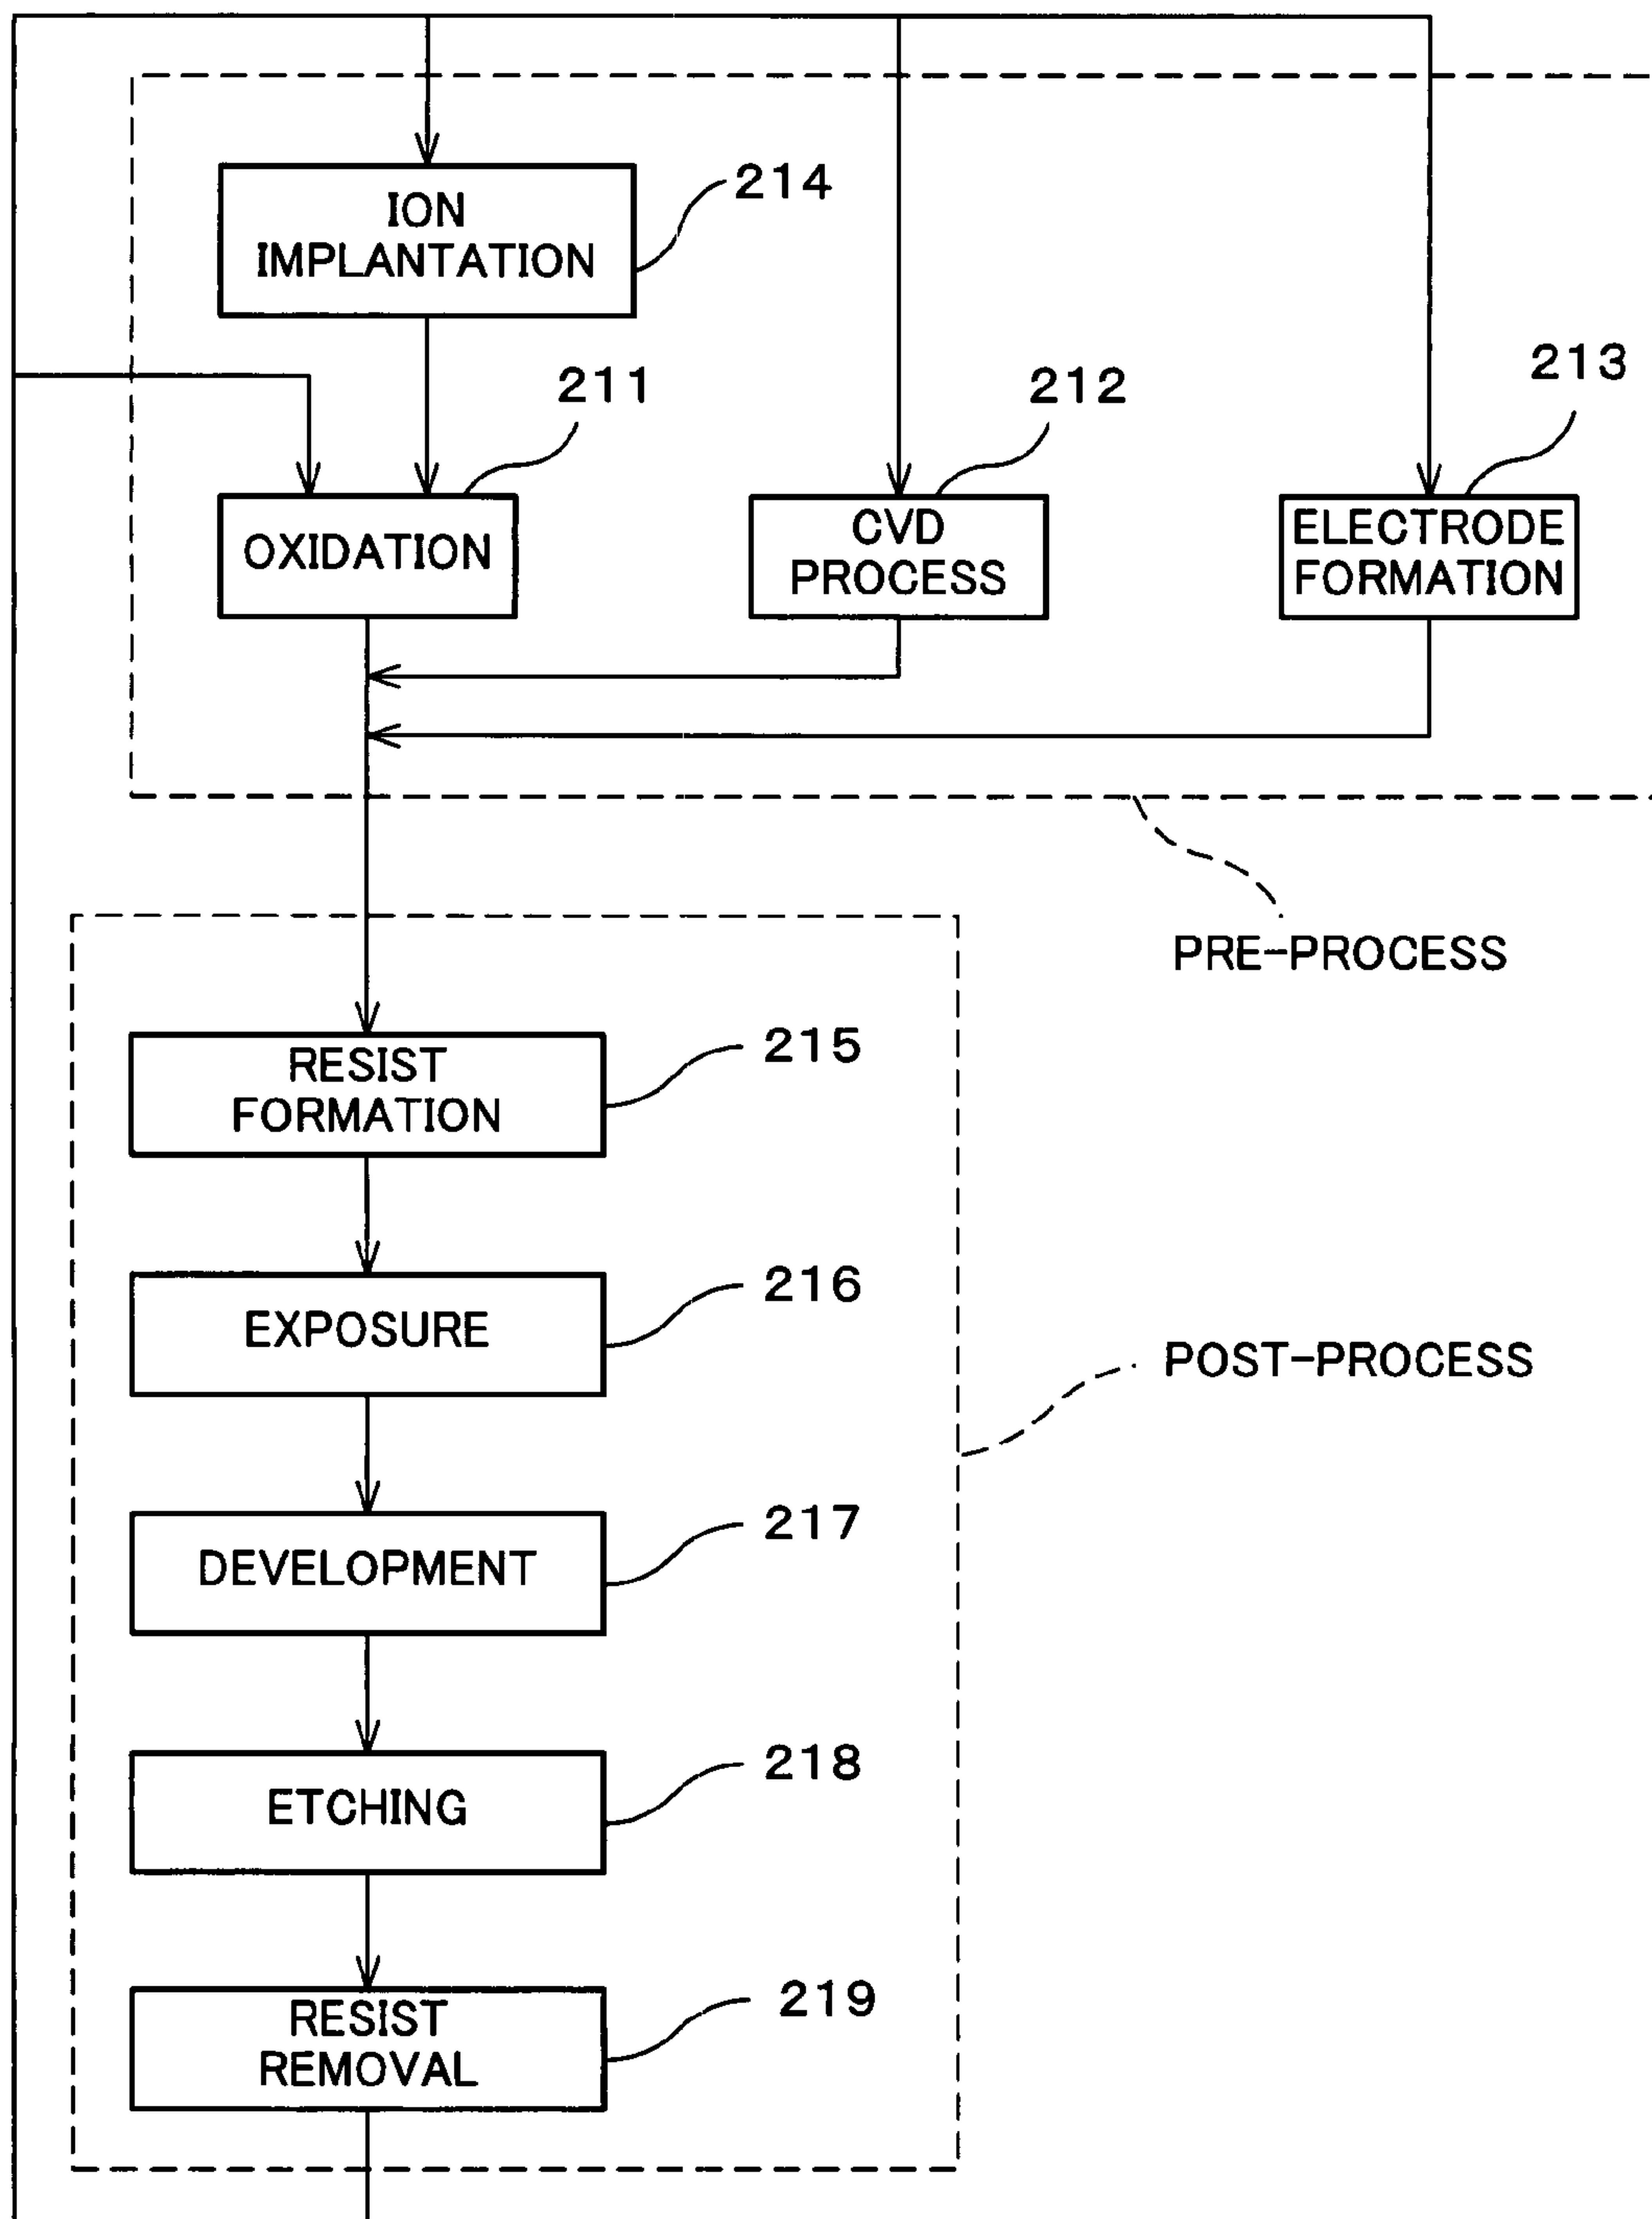 214
ION
IMPLANTATION
211
212
213
OXIDATION
CVD
PROCESS
ELECTRODE
FORMATION
PRE-PROCESS
215
RESIST
FORMATION
216
EXPOSURE
POST-PROCESS
217
DEVELOPMENT
218
ETCHING
219
RESIST
REMOVAL